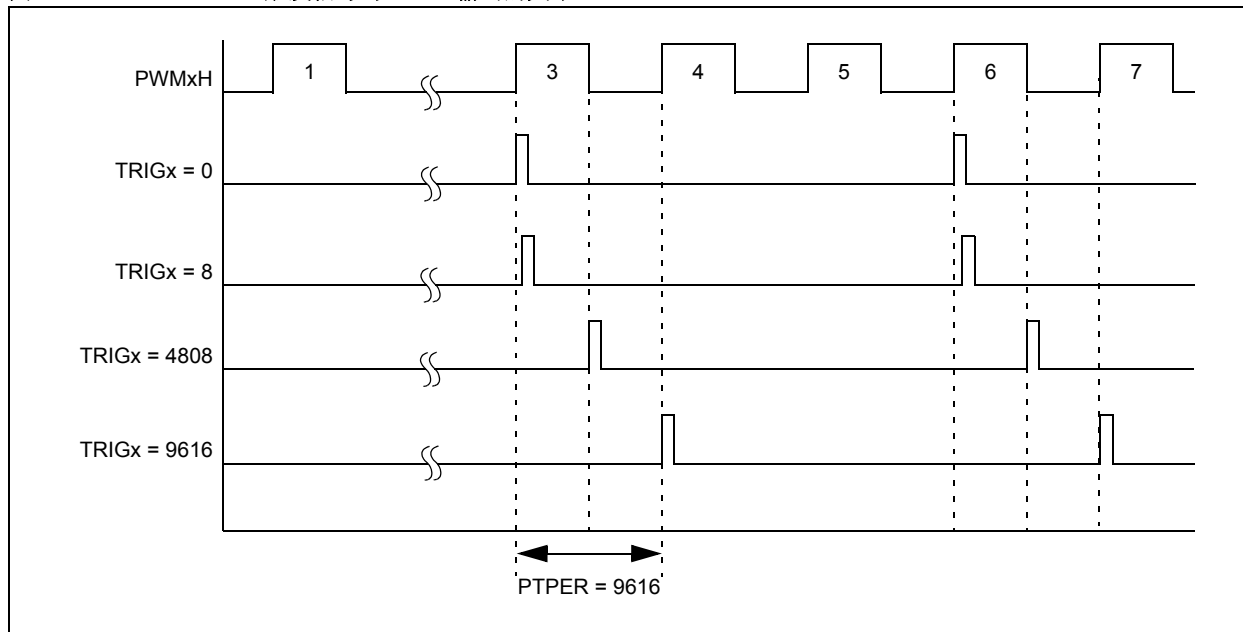 PWMxH
1
3
4
5
6
7
TRIGx = 0
TRIGx = 8
TRIGx = 4808
TRIGx = 9616
PTPER = 9616